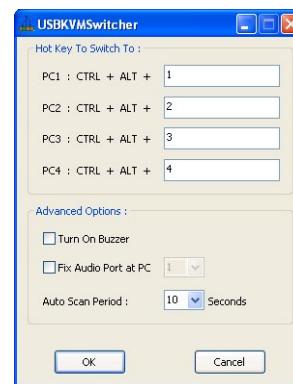 USBKVMSwitcher
Hot Key To Switch To :
PC1 : CTRL + ALT + 1
PC2 : CTRL + ALT + 2
PC3 : CTRL + ALT + 3
PC4 : CTRL + ALT + 4
Advanced Options :
Turn On Buzzer
Fix Audio Port at PC 1
Auto Scan Period : 10 Seconds
OK Cancel